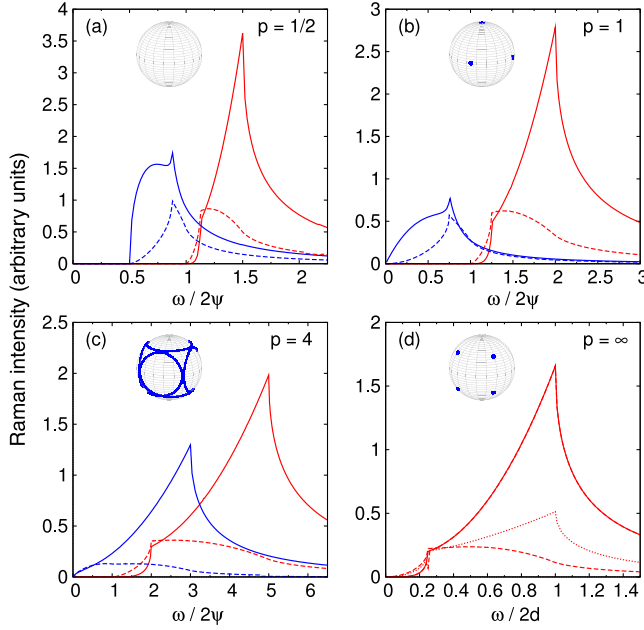 (a) p = 1/2
4
3.5
3
2.5
2
1.5
1
0.5
0
0 0.5 1 1.5 2
ω / 2ψ
(b) p = 1
3
2.5
2
1.5
1
0.5
0
0 0.5 1 1.5 2 2.5 3
ω / 2ψ
Raman intensity (arbitrary units)
(c) p = 4
2.5
2
1.5
1
0.5
0
0 1 2 3 4 5 6
ω / 2ψ
(d) p = ∞
2
1.5
1
0.5
0
0 0.2 0.4 0.6 0.8 1 1.2 1.4
ω / 2d